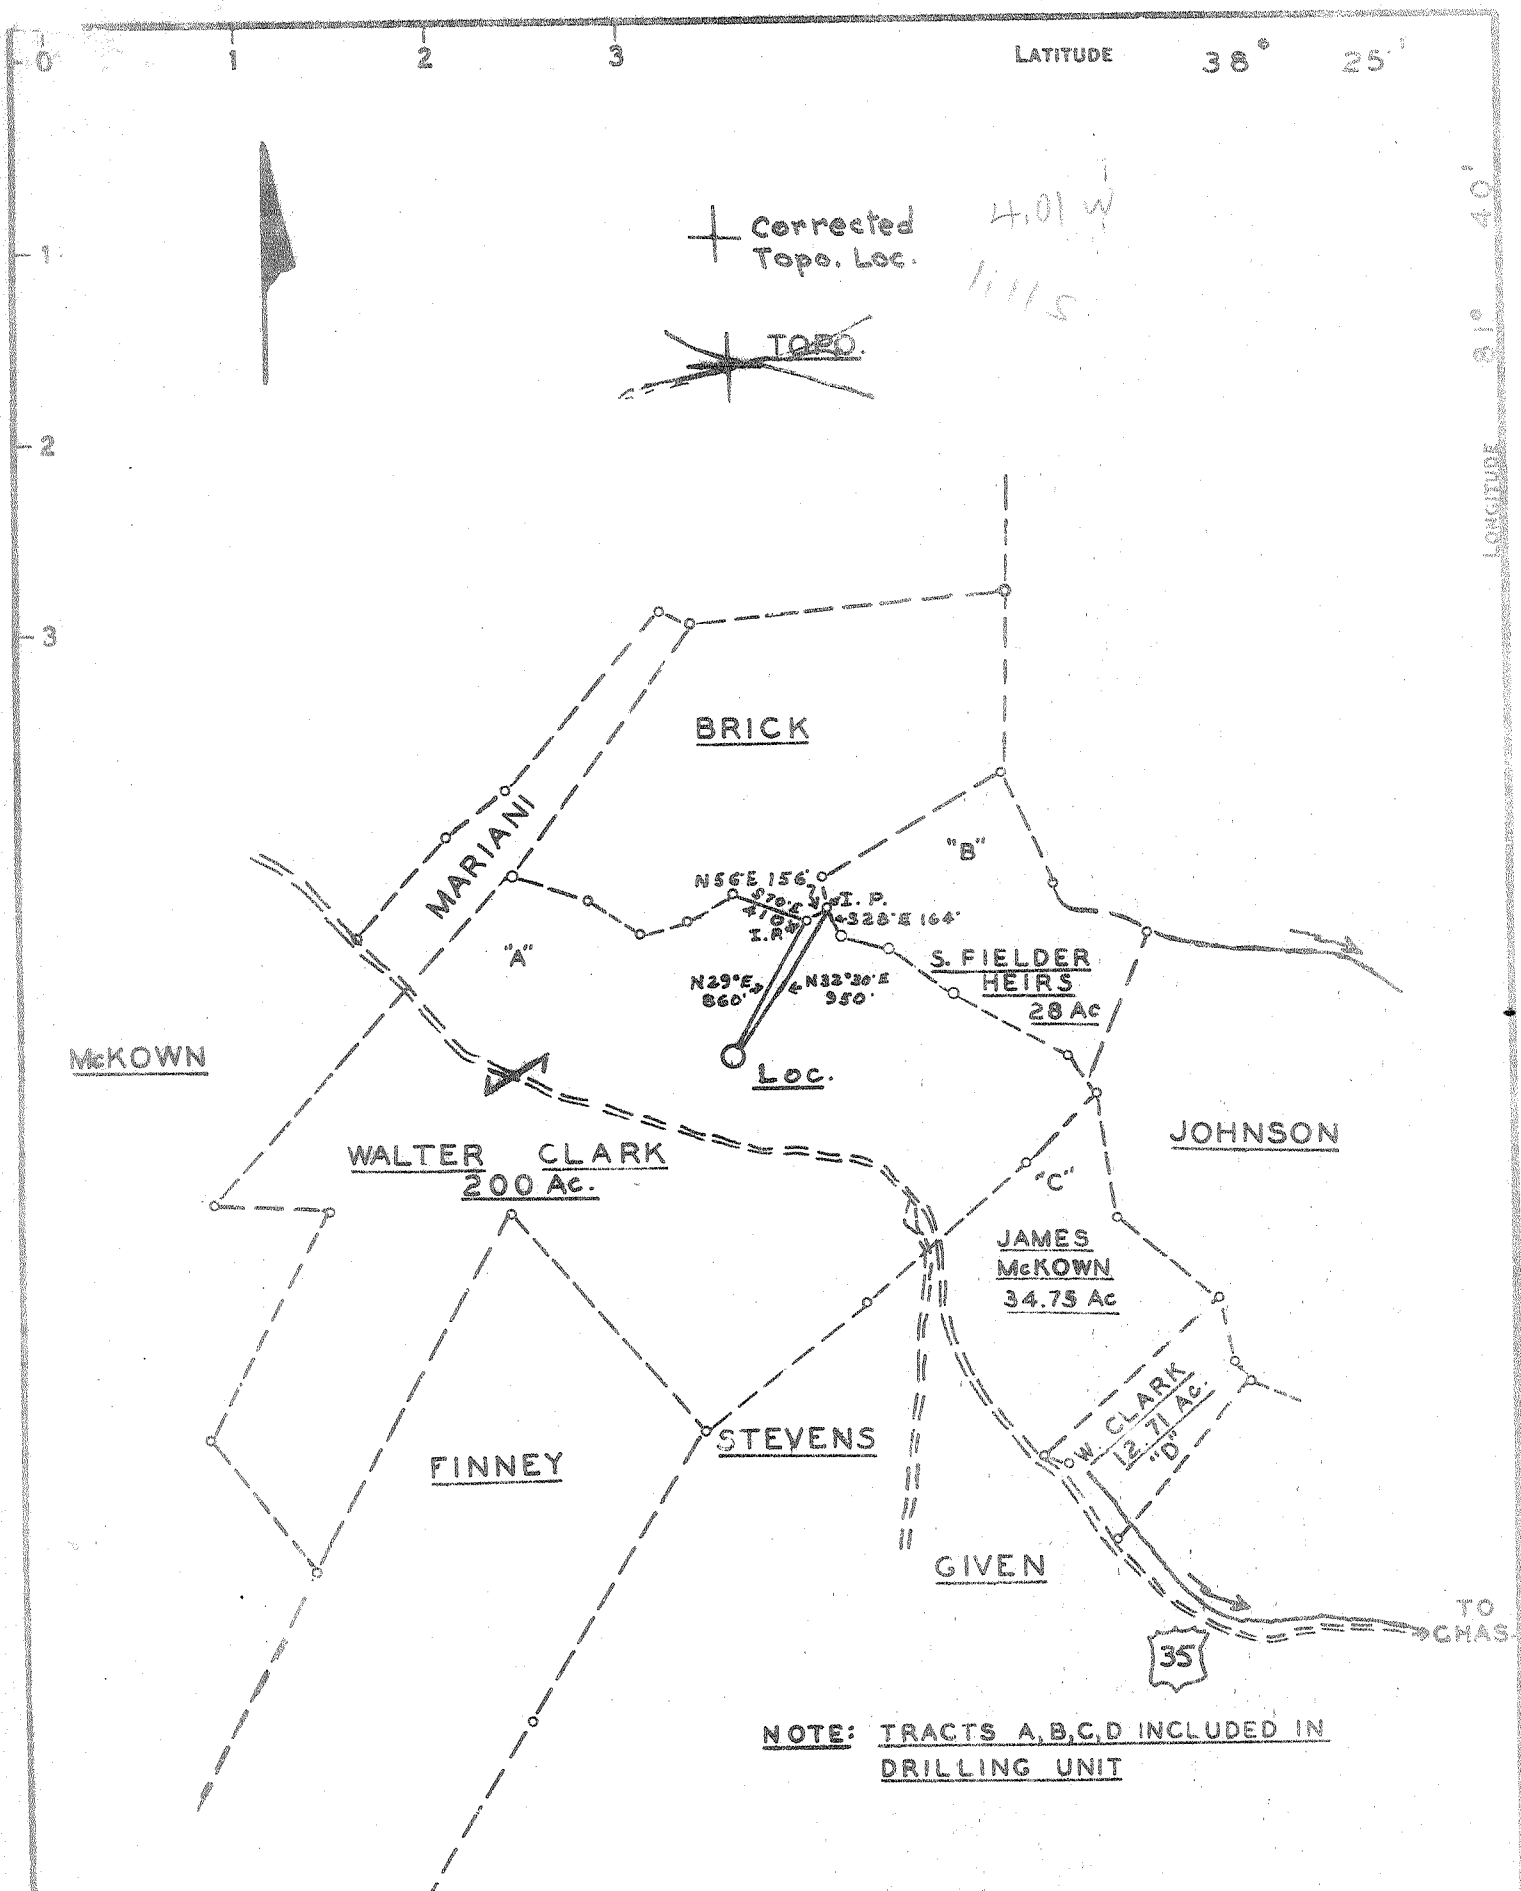 0 1 2 3 LATITUDE 38° 25'
LONGITUDE 81° 40'
1
2
3
Corrected
Topo. Loc.
4.01 W
TOPO.
BRICK
MARIANI
"A"
"B"
N56°E 156'
S70°E
410'
I.P.
I.P.
S28°E 164'
N29°E
860'
N32°30'E
950'
S. FIELDER
HEIRS
28 Ac
LOC.
McKOWN
WALTER CLARK
200 Ac.
JOHNSON
"C"
JAMES
McKOWN
34.75 Ac
W. CLARK
12.71 Ac.
"D"
STEVENS
FINNEY
GIVEN
35
TO
CHAS.
NOTE: TRACTS A,B,C,D INCLUDED IN
DRILLING UNIT